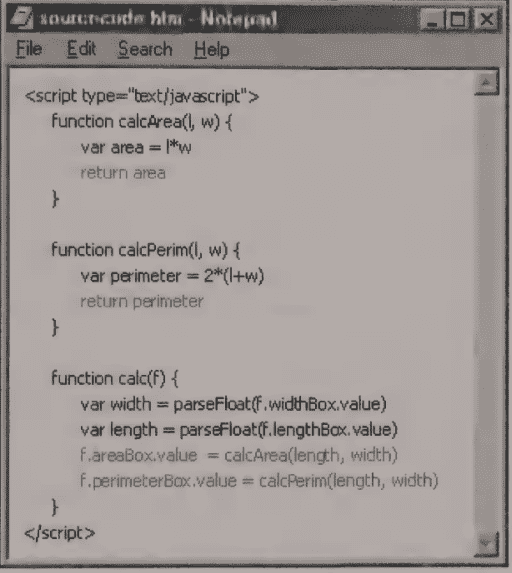 sourcecode.htm - Notepad
File Edit Search Help
<script type="text/javascript">
function calcArea(l, w) {
var area = l*w
return area
}
function calcPerim(l, w) {
var perimeter = 2*(l+w)
return perimeter
}
function calc(f) {
var width = parseFloat(f.widthBox.value)
var length = parseFloat(f.lengthBox.value)
f.areaBox.value = calcArea(length, width)
f.perimeterBox.value = calcPerim(length, width)
}
</script>